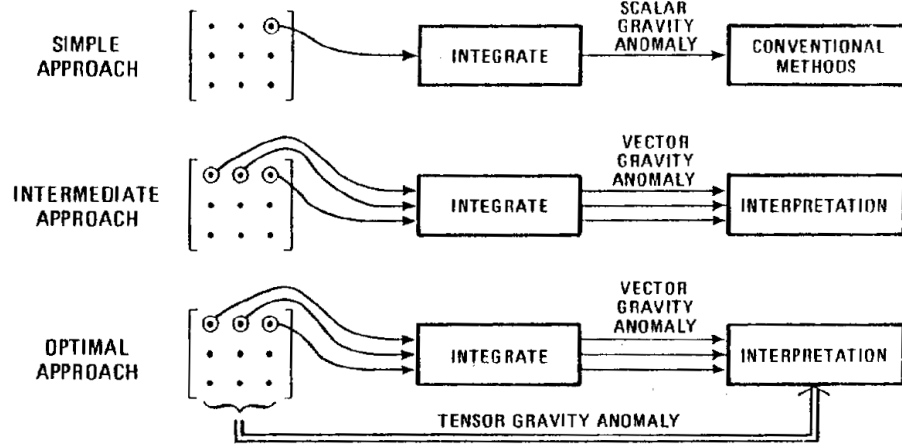 SIMPLE
APPROACH
INTEGRATE
SCALAR
GRAVITY
ANOMALY
CONVENTIONAL
METHODS
INTERMEDIATE
APPROACH
INTEGRATE
VECTOR
GRAVITY
ANOMALY
INTERPRETATION
OPTIMAL
APPROACH
INTEGRATE
VECTOR
GRAVITY
ANOMALY
INTERPRETATION
TENSOR GRAVITY ANOMALY